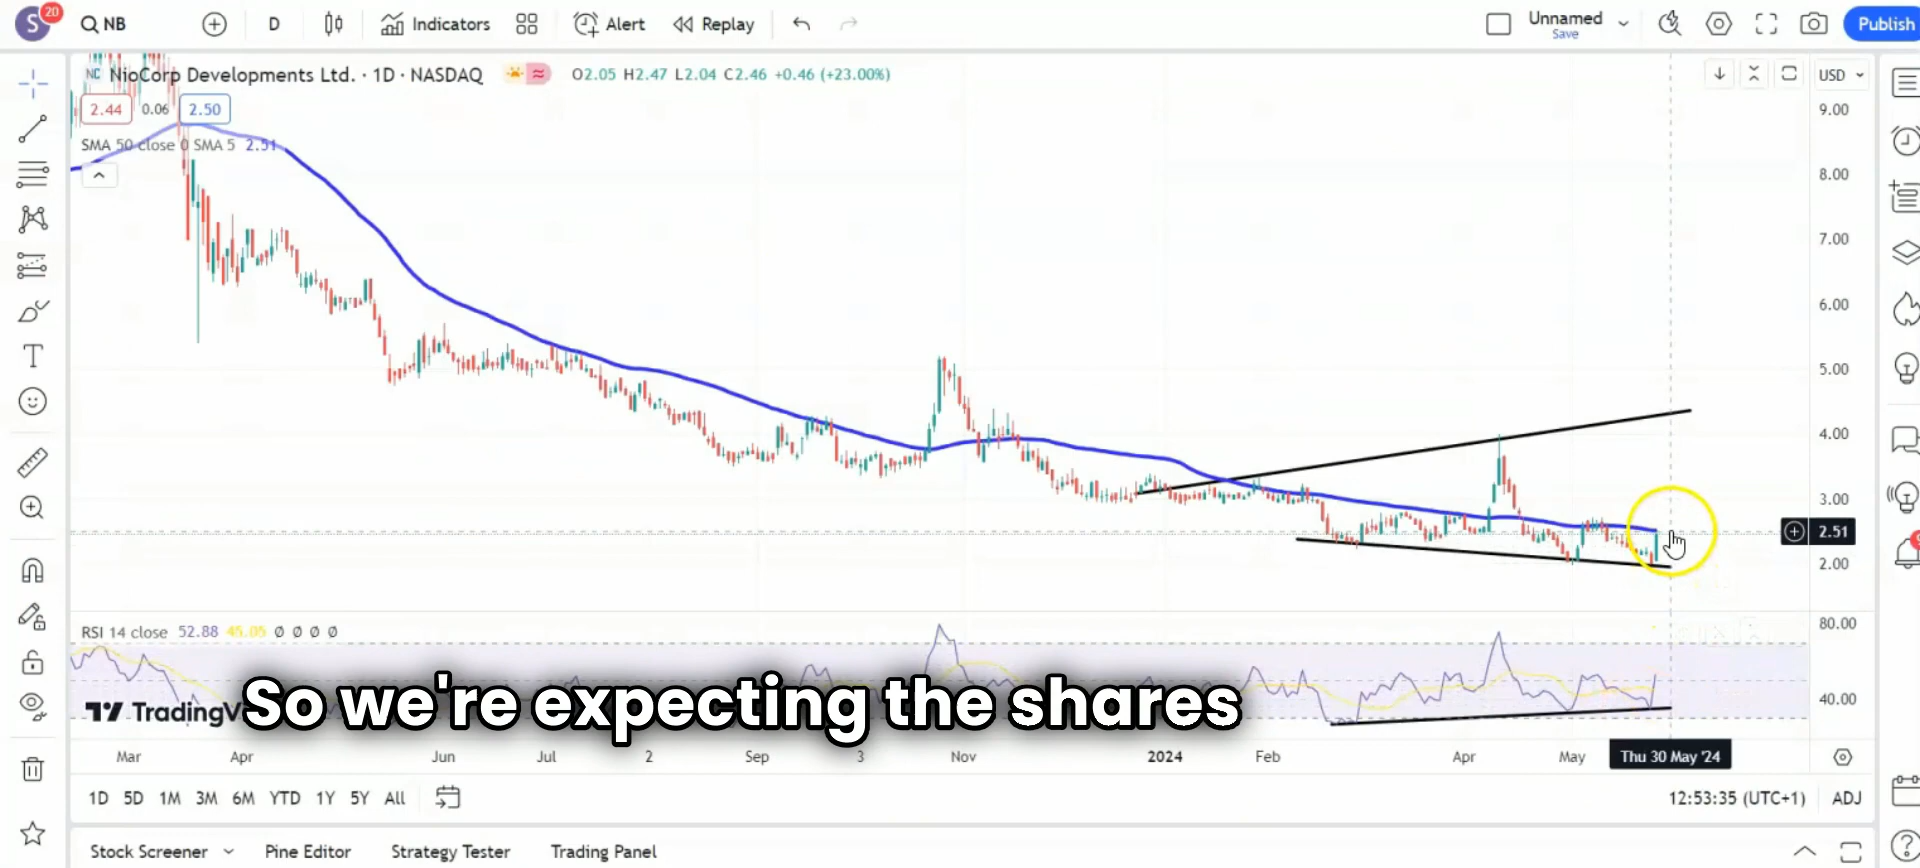 S 20 NB D Indicators Alert Replay Unnamed Publish
Save
NC NioCorp Developments Ltd. · 1D · NASDAQ O2.05 H2.47 L2.04 C2.46 +0.46 (+23.00%) USD
2.44 0.06 2.50
SMA 50 close 0 SMA 5 2.51
9.00
8.00
7.00
6.00
5.00
4.00
3.00
2.51
2.00
RSI 14 close 52.88 45.05 Ø Ø Ø Ø
80.00
40.00
TradingV
So we're expecting the shares
Mar Apr Jun Jul 2 Sep 3 Nov 2024 Feb Apr May Thu 30 May '24
1D 5D 1M 3M 6M YTD 1Y 5Y All 12:53:35 (UTC+1) ADJ
Stock Screener Pine Editor Strategy Tester Trading Panel